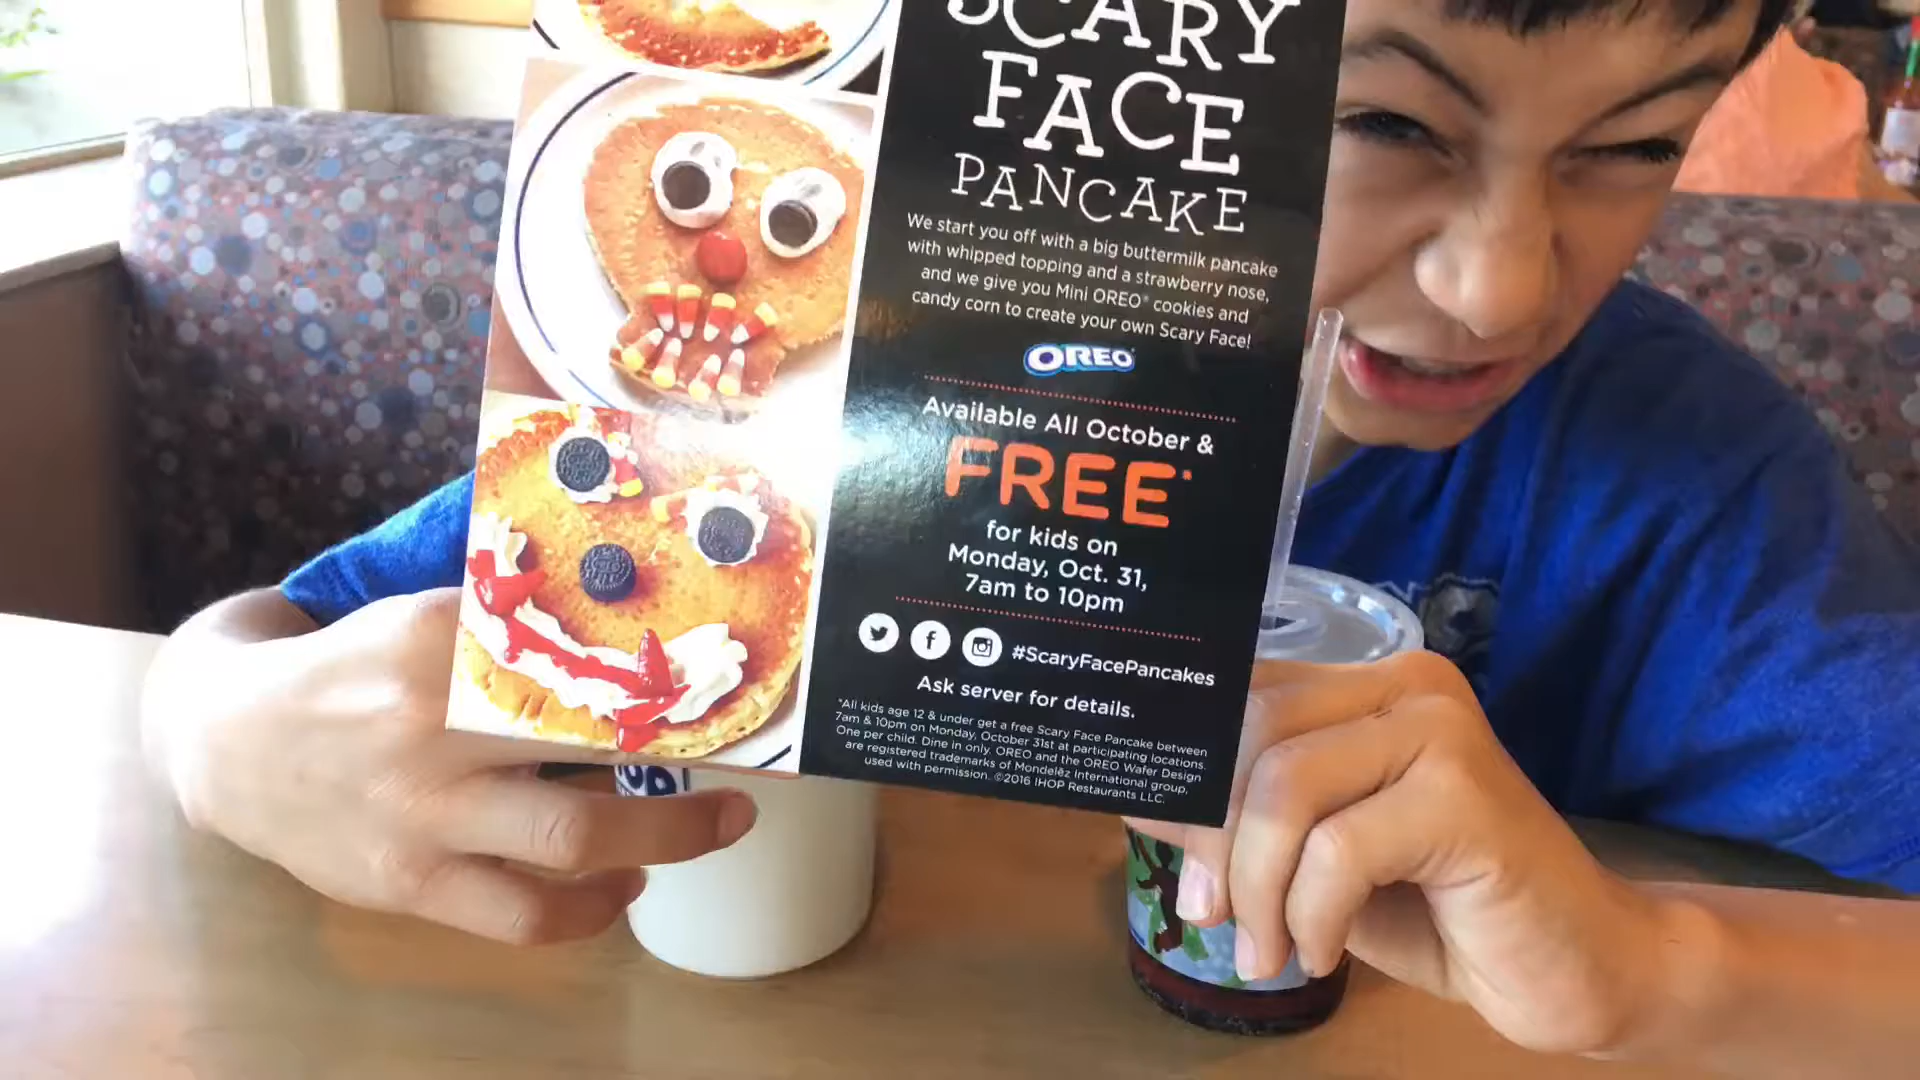 SCARY
FACE
PANCAKE
We start you off with a big buttermilk pancake
with whipped topping and a strawberry nose,
and we give you Mini OREO® cookies and
candy corn to create your own Scary Face!
OREO
Available All October &
FREE*
for kids on
Monday, Oct. 31,
7am to 10pm
#ScaryFacePancakes
Ask server for details.
*All kids age 12 & under get a free Scary Face Pancake between
7am & 10pm on Monday, October 31st at participating locations.
One per child. Dine in only. OREO and the OREO Wafer Design
are registered trademarks of Mondelēz International group,
used with permission. ©2016 IHOP Restaurants LLC.